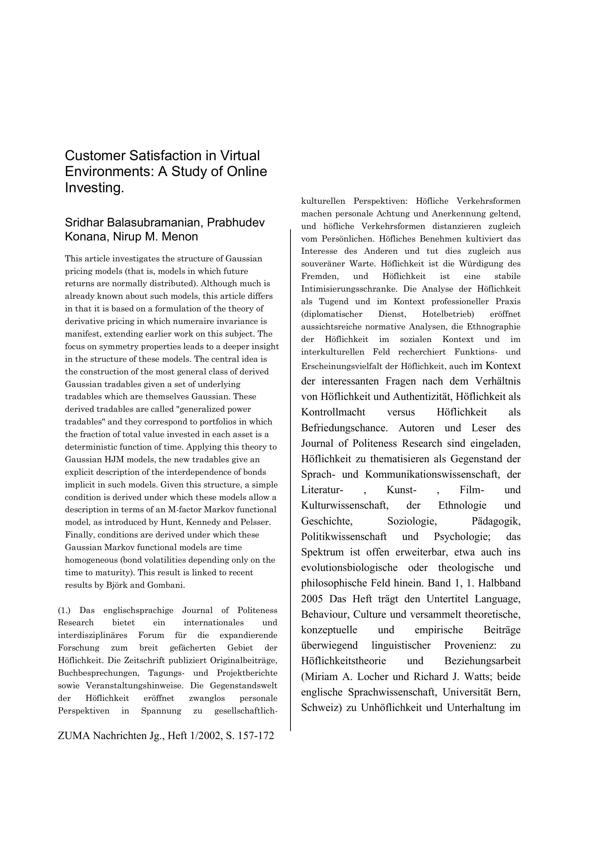 Customer Satisfaction in Virtual
Environments: A Study of Online
Investing.
Sridhar Balasubramanian, Prabhudev
Konana, Nirup M. Menon
This article investigates the structure of Gaussian
pricing models (that is, models in which future
returns are normally distributed). Although much is
already known about such models, this article differs
in that it is based on a formulation of the theory of
derivative pricing in which numeraire invariance is
manifest, extending earlier work on this subject. The
focus on symmetry properties leads to a deeper insight
in the structure of these models. The central idea is
the construction of the most general class of derived
Gaussian tradables given a set of underlying
tradables which are themselves Gaussian. These
derived tradables are called "generalized power
tradables" and they correspond to portfolios in which
the fraction of total value invested in each asset is a
deterministic function of time. Applying this theory to
Gaussian HJM models, the new tradables give an
explicit description of the interdependence of bonds
implicit in such models. Given this structure, a simple
condition is derived under which these models allow a
description in terms of an M-factor Markov functional
model, as introduced by Hunt, Kennedy and Pelsser.
Finally, conditions are derived under which these
Gaussian Markov functional models are time
homogeneous (bond volatilities depending only on the
time to maturity). This result is linked to recent
results by Björk and Gombani.
(1.) Das englischsprachige Journal of Politeness
Research bietet ein internationales und
interdisziplinäres Forum für die expandierende
Forschung zum breit gefächerten Gebiet der
Höflichkeit. Die Zeitschrift publiziert Originalbeiträge,
Buchbesprechungen, Tagungs- und Projektberichte
sowie Veranstaltungshinweise. Die Gegenstandswelt
der Höflichkeit eröffnet zwanglos personale
Perspektiven in Spannung zu gesellschaftlich-
ZUMA Nachrichten Jg., Heft 1/2002, S. 157-172
kulturellen Perspektiven: Höfliche Verkehrsformen
machen personale Achtung und Anerkennung geltend,
und höfliche Verkehrsformen distanzieren zugleich
vom Persönlichen. Höfliches Benehmen kultiviert das
Interesse des Anderen und tut dies zugleich aus
souveräner Warte. Höflichkeit ist die Würdigung des
Fremden, und Höflichkeit ist eine stabile
Intimisierungsschranke. Die Analyse der Höflichkeit
als Tugend und im Kontext professioneller Praxis
(diplomatischer Dienst, Hotelbetrieb) eröffnet
aussichtsreiche normative Analysen, die Ethnographie
der Höflichkeit im sozialen Kontext und im
interkulturellen Feld recherchiert Funktions- und
Erscheinungsvielfalt der Höflichkeit, auch im Kontext
der interessanten Fragen nach dem Verhältnis
von Höflichkeit und Authentizität, Höflichkeit als
Kontrollmacht versus Höflichkeit als
Befriedungschance. Autoren und Leser des
Journal of Politeness Research sind eingeladen,
Höflichkeit zu thematisieren als Gegenstand der
Sprach- und Kommunikationswissenschaft, der
Literatur- , Kunst- , Film- und
Kulturwissenschaft, der Ethnologie und
Geschichte, Soziologie, Pädagogik,
Politikwissenschaft und Psychologie; das
Spektrum ist offen erweiterbar, etwa auch ins
evolutionsbiologische oder theologische und
philosophische Feld hinein. Band 1, 1. Halbband
2005 Das Heft trägt den Untertitel Language,
Behaviour, Culture und versammelt theoretische,
konzeptuelle und empirische Beiträge
überwiegend linguistischer Provenienz: zu
Höflichkeitstheorie und Beziehungsarbeit
(Miriam A. Locher und Richard J. Watts; beide
englische Sprachwissenschaft, Universität Bern,
Schweiz) zu Unhöflichkeit und Unterhaltung im